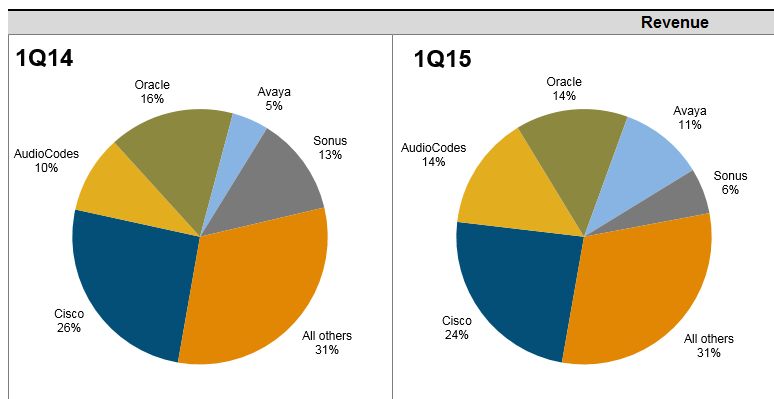 Revenue
1Q14
Oracle
16%
Avaya
5%
Sonus
13%
AudioCodes
10%
Cisco
26%
All others
31%
1Q15
Oracle
14%
Avaya
11%
AudioCodes
14%
Sonus
6%
Cisco
24%
All others
31%